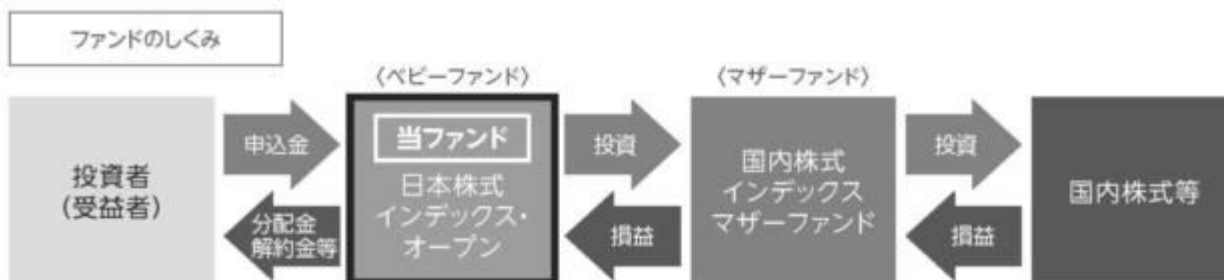 ファンドのしくみ
〈ベビーファンド〉
〈マザーファンド〉
投資者
(受益者)
申込金
分配金
解約金等
当ファンド
日本株式
インデックス・
オープン
投資
損益
国内株式
インデックス
マザーファンド
投資
損益
国内株式等